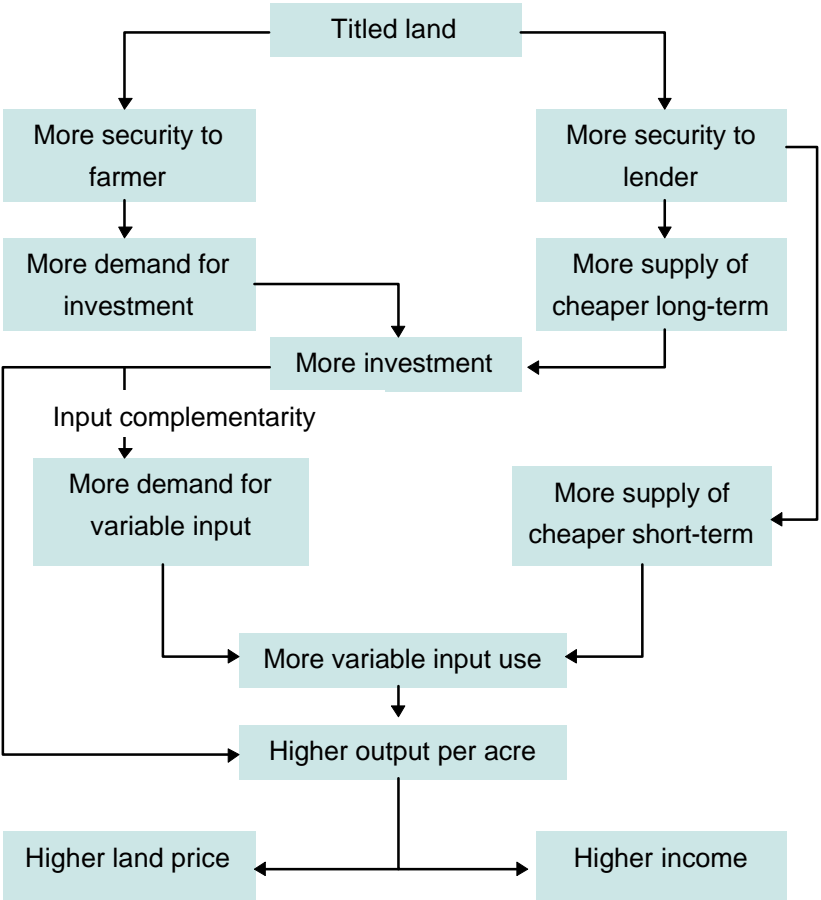 Titled land
More security to
farmer
More security to
lender
More demand for
investment
More supply of
cheaper long-term
More investment
Input complementarity
More demand for
variable input
More supply of
cheaper short-term
More variable input use
Higher output per acre
Higher land price
Higher income